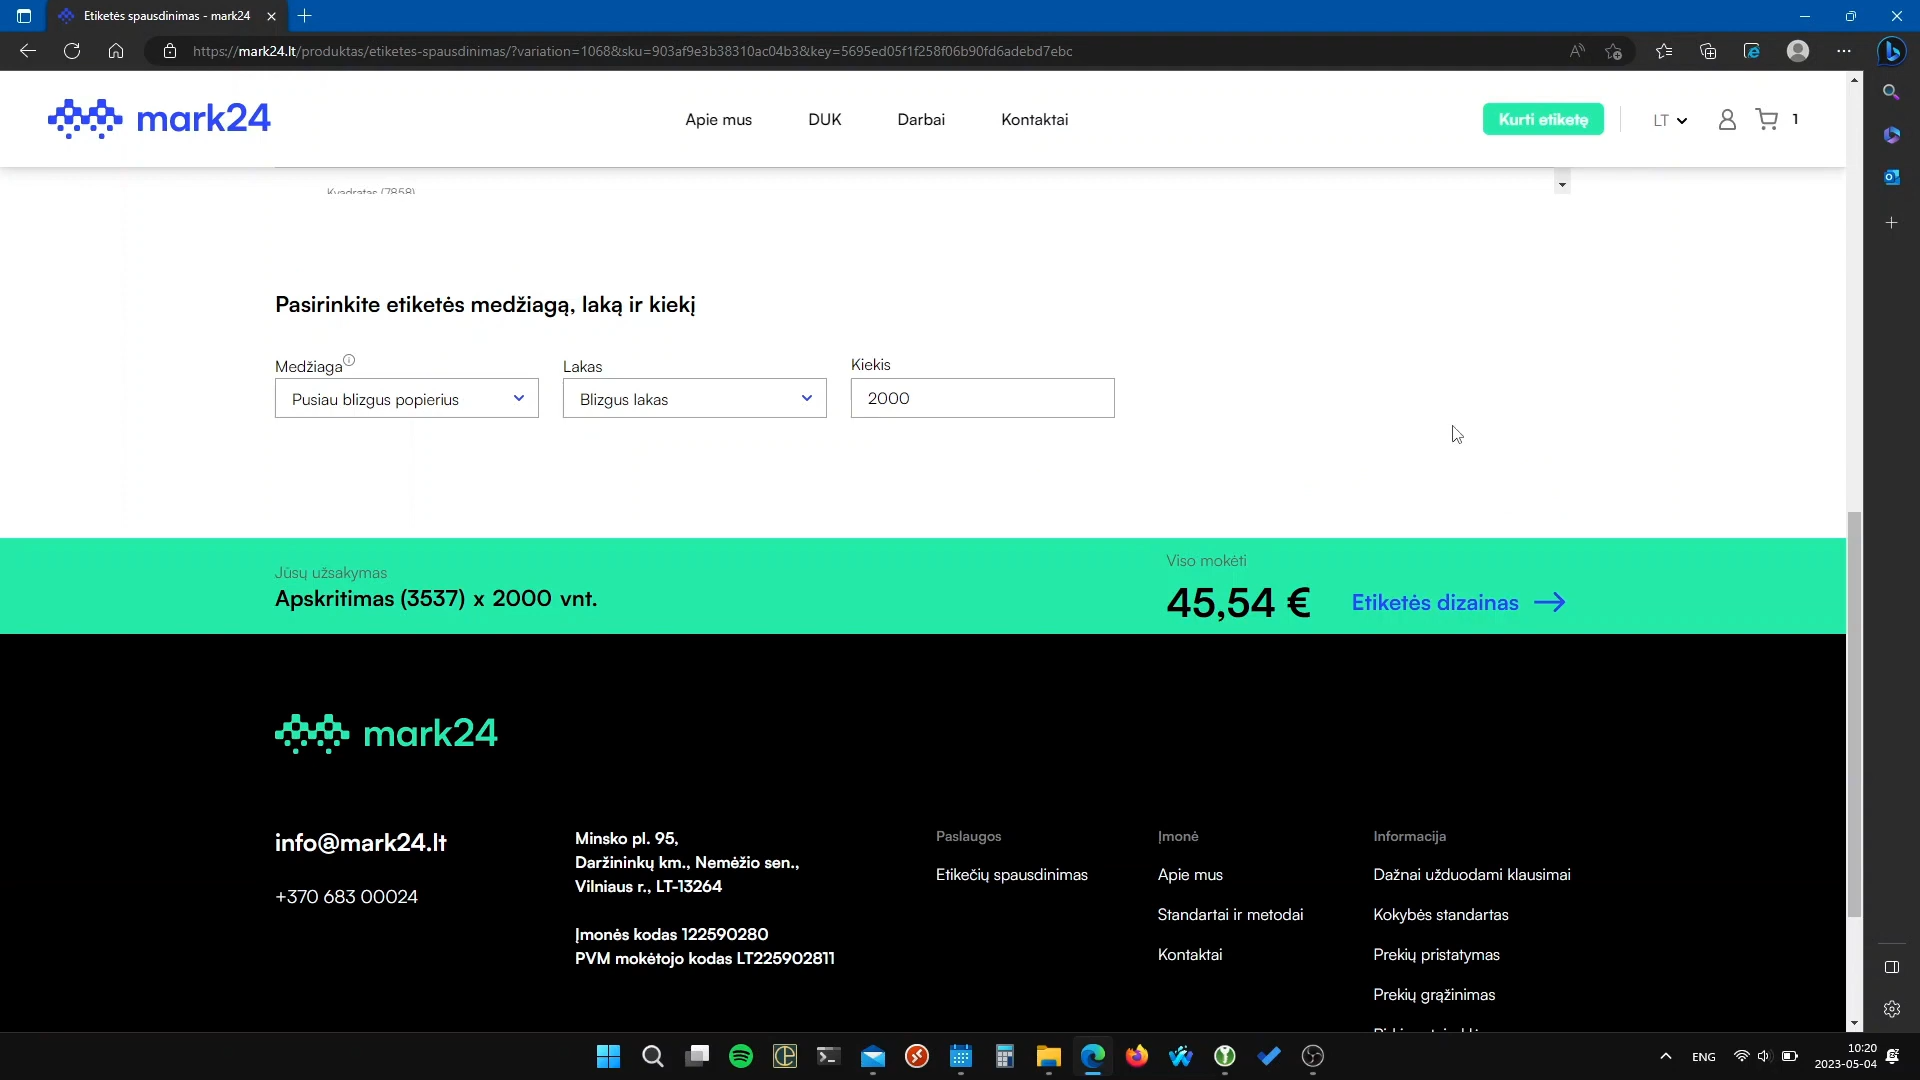 Etiketės spausdinimas - mark24
https://mark24.lt/produktas/etiketes-spausdinimas/?variation=1068&sku=903af9e3b38310ac04b3&key=5695ed05f1f258f06b90fd6adebd7ebc
mark24
Apie mus
DUK
Darbai
Kontaktai
Kurti etiketę
LT
1
Kvadratas (7858)
Pasirinkite etiketės medžiagą, laką ir kiekį
Medžiaga
Lakas
Kiekis
Pusiau blizgus popierius
Blizgus lakas
2000
Jūsų užsakymas
Apskritimas (3537) x 2000 vnt.
Viso mokėti
45,54 €
Etiketės dizainas
mark24
info@mark24.lt
+370 683 00024
Minsko pl. 95,
Daržininkų km., Nemėžio sen.,
Vilniaus r., LT-13264
Įmonės kodas 122590280
PVM mokėtojo kodas LT225902811
Paslaugos
Etikečių spausdinimas
Įmonė
Apie mus
Standartai ir metodai
Kontaktai
Informacija
Dažnai užduodami klausimai
Kokybės standartas
Prekių pristatymas
Prekių grąžinimas
ENG
10:20
2023-05-04